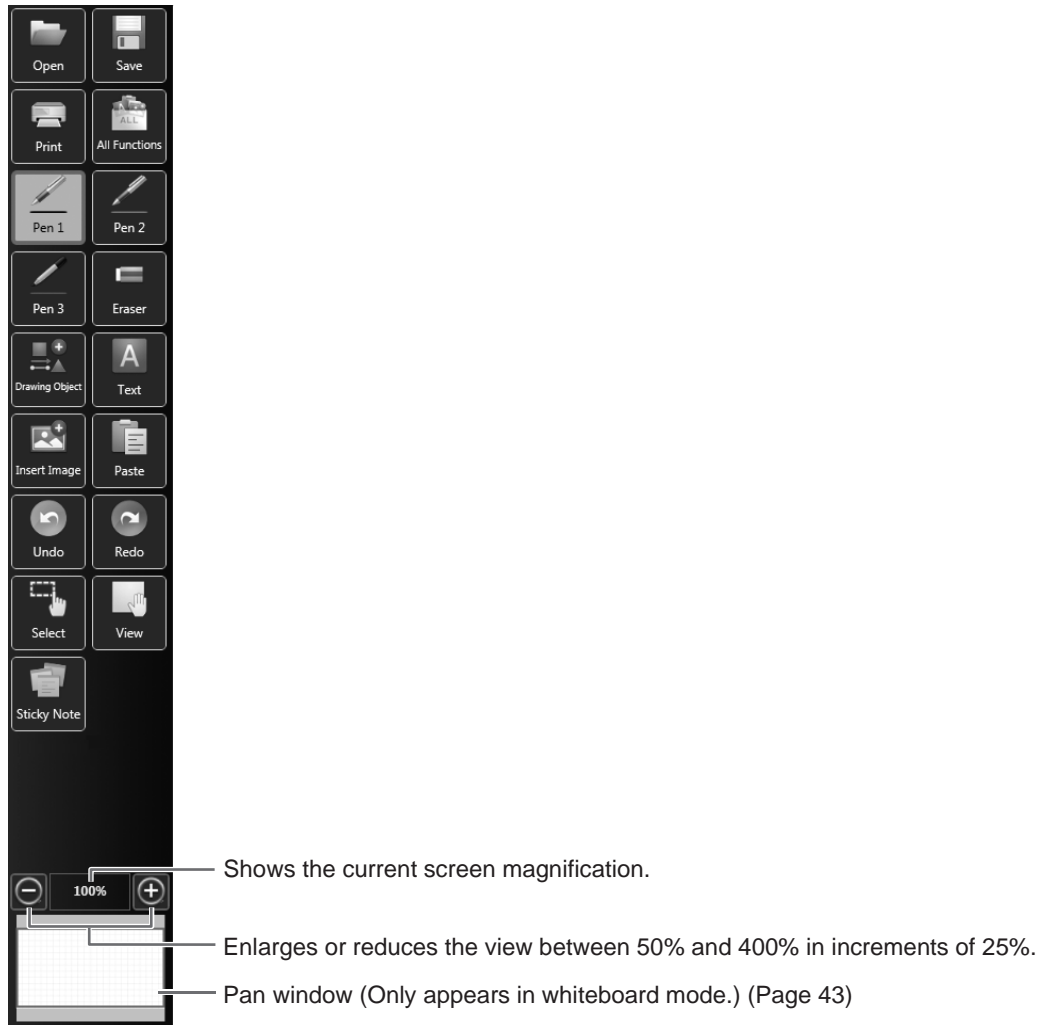 Open Save
Print ALL All Functions
Pen 1 Pen 2
Pen 3 Eraser
Drawing Object A Text
Insert Image Paste
Undo Redo
Select View
Sticky Note
Shows the current screen magnification.
100%
Enlarges or reduces the view between 50% and 400% in increments of 25%.
Pan window (Only appears in whiteboard mode.) (Page 43)